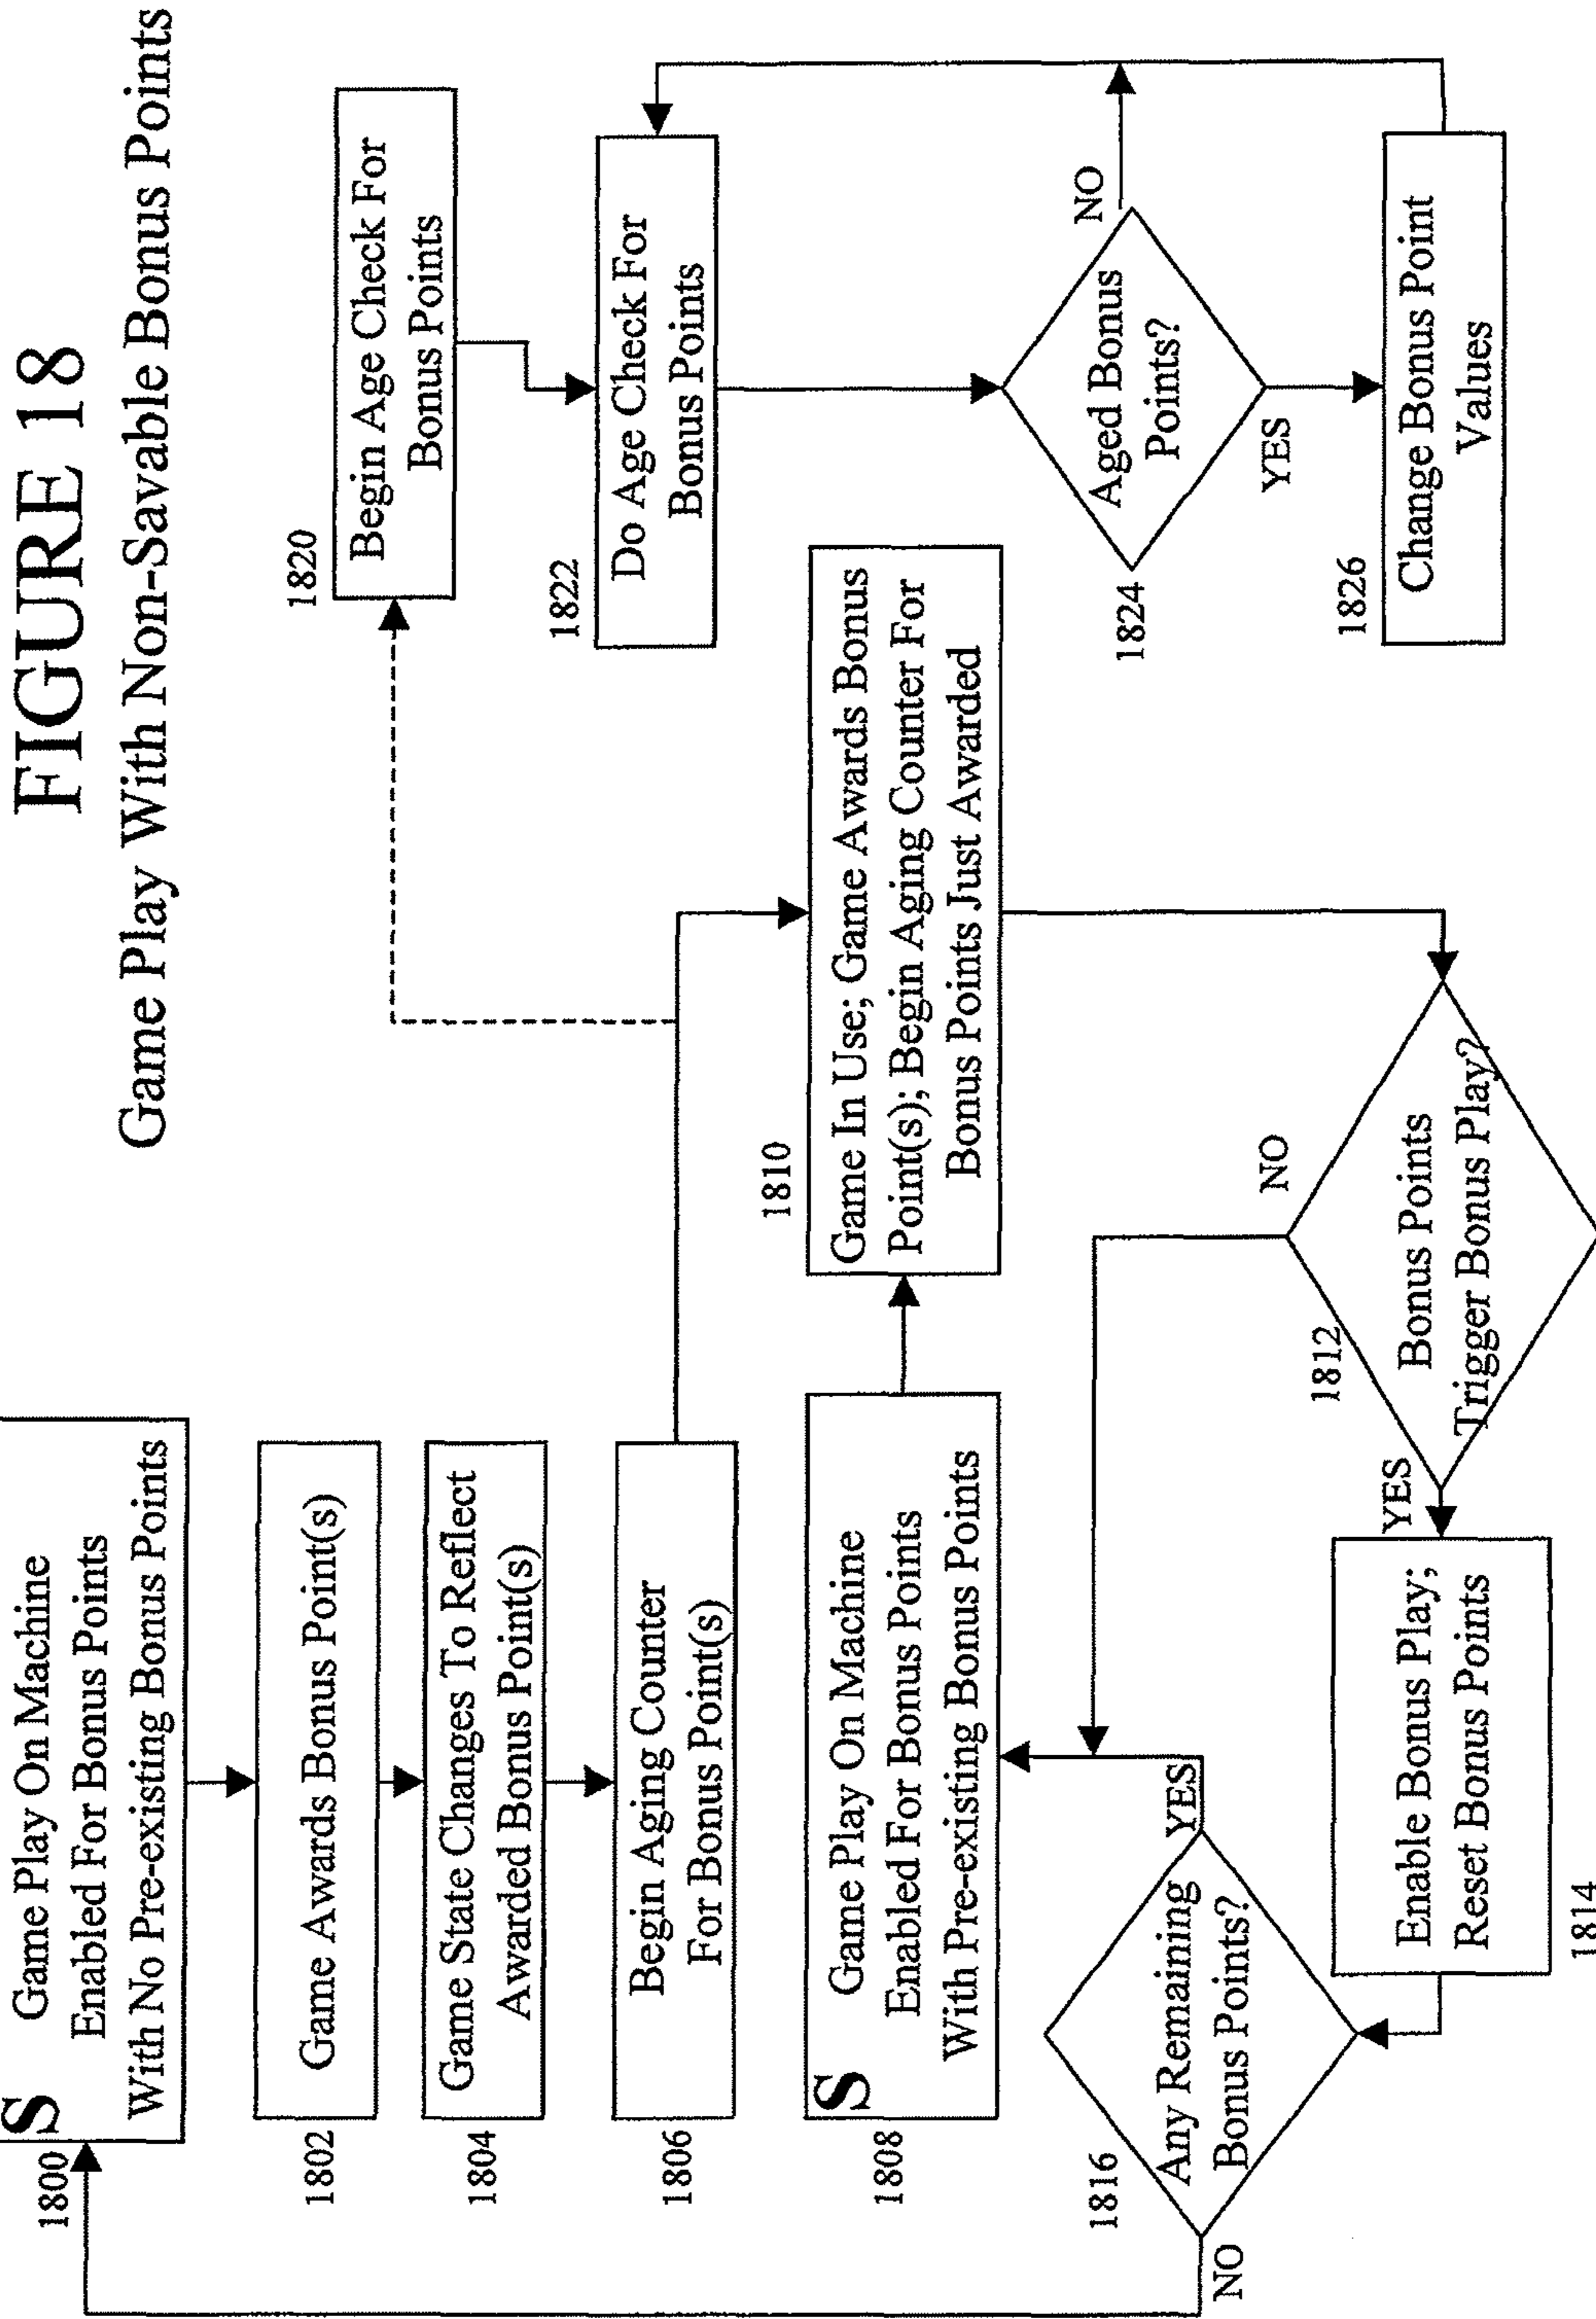 FIGURE 18
Game Play With Non-Savable Bonus Points
S
Game Play On Machine
Enabled For Bonus Points
With No Pre-existing Bonus Points
1800
Game Awards Bonus Point(s)
1802
Game State Changes To Reflect
Awarded Bonus Point(s)
1804
Begin Aging Counter
For Bonus Point(s)
1806
S
Game Play On Machine
Enabled For Bonus Points
With Pre-existing Bonus Points
1808
1810
Game In Use; Game Awards Bonus
Point(s); Begin Aging Counter For
Bonus Points Just Awarded
1812
Bonus Points
Trigger Bonus Play?
NO
YES
Enable Bonus Play;
Reset Bonus Points
1814
1816
Any Remaining
Bonus Points?
YES
NO
1820
Begin Age Check For
Bonus Points
1822
Do Age Check For
Bonus Points
1824
Aged Bonus
Points?
NO
YES
1826
Change Bonus Point
Values